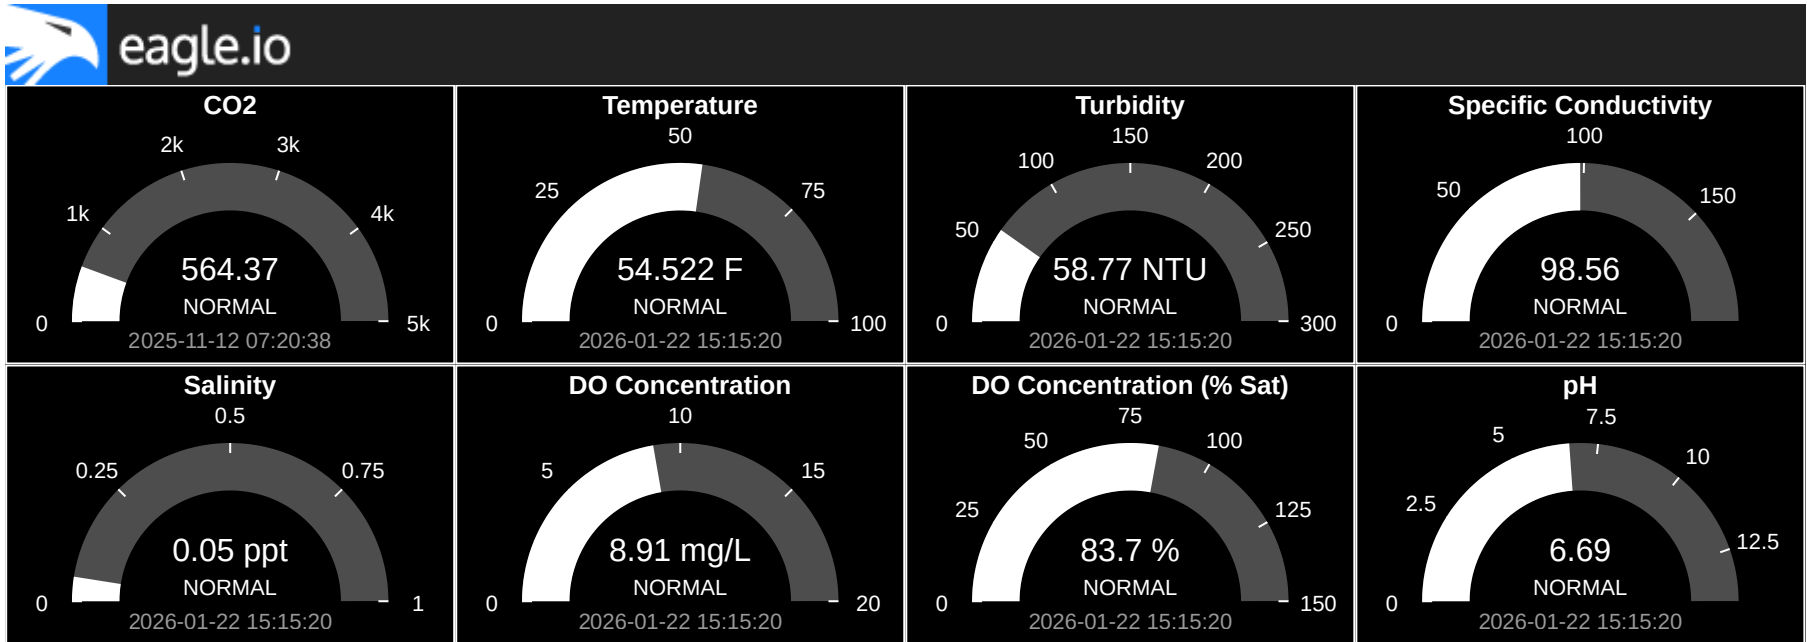 eagle.io
CO2
2k
3k
1k
4k
0
5k
564.37
NORMAL
2025-11-12 07:20:38
Temperature
50
25
75
0
100
54.522 F
NORMAL
2026-01-22 15:15:20
Turbidity
150
100
200
50
250
0
300
58.77 NTU
NORMAL
2026-01-22 15:15:20
Specific Conductivity
100
50
150
0
98.56
NORMAL
2026-01-22 15:15:20
Salinity
0.5
0.25
0.75
0
1
0.05 ppt
NORMAL
2026-01-22 15:15:20
DO Concentration
10
5
15
0
20
8.91 mg/L
NORMAL
2026-01-22 15:15:20
DO Concentration (% Sat)
75
50
100
25
125
0
150
83.7 %
NORMAL
2026-01-22 15:15:20
pH
7.5
5
10
2.5
12.5
0
6.69
NORMAL
2026-01-22 15:15:20